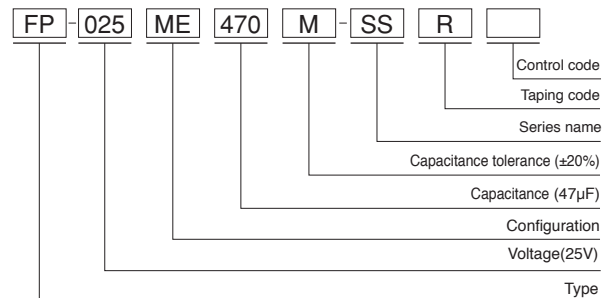 FP-025 ME 470 M-SS R
Control code
Taping code
Series name
Capacitance tolerance (±20%)
Capacitance (47µF)
Configuration
Voltage(25V)
Type